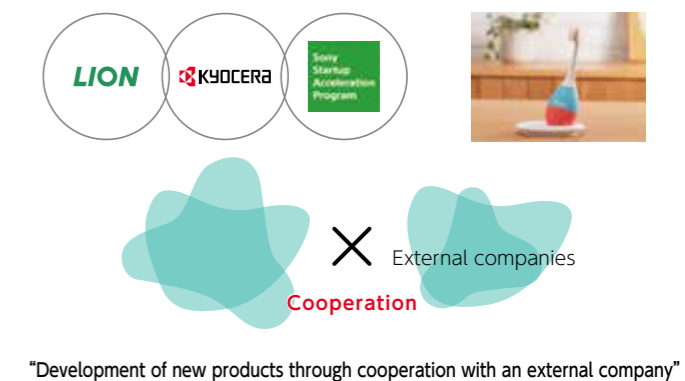 LION
KYOCERA
Sony
Startup
Acceleration
Program
External companies
Cooperation
“Development of new products through cooperation with an external company”